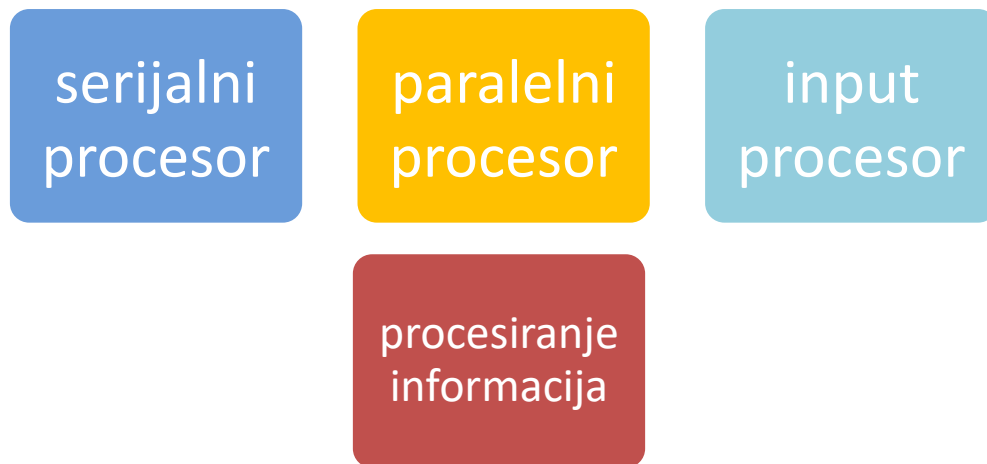 serijalni
procesor
paralelni
procesor
input
procesor
procesiranje
informacija